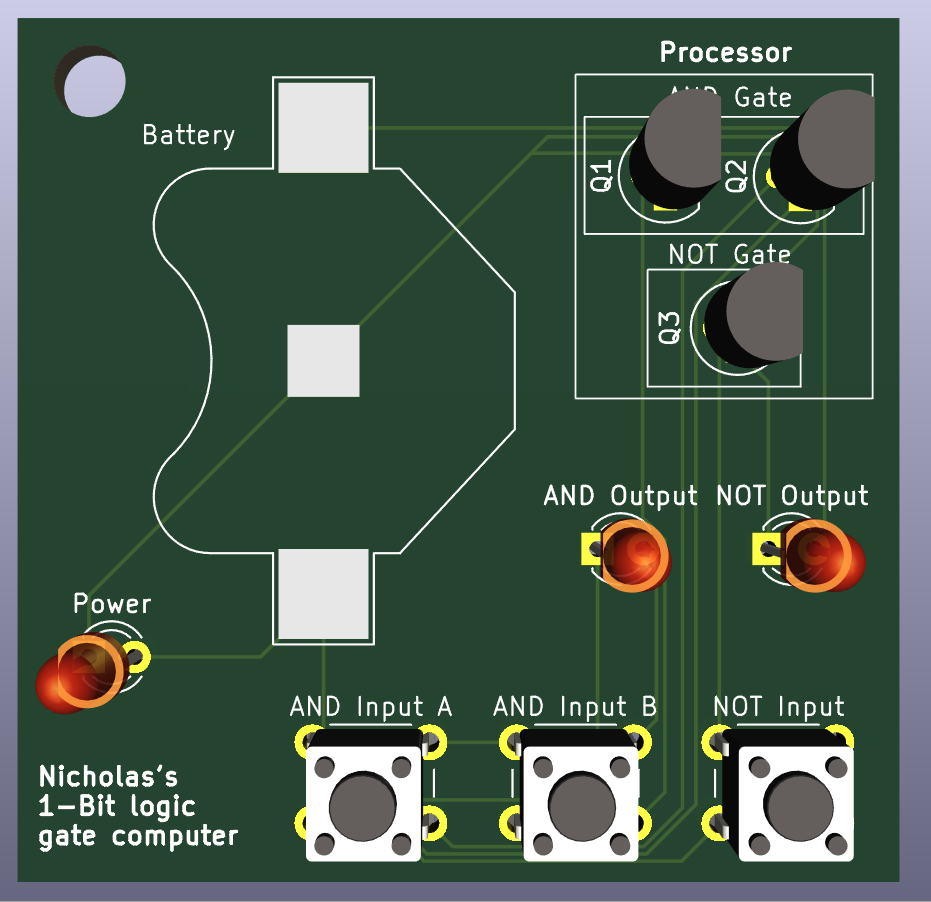 Processor
AND Gate
Battery
Q1
Q2
NOT Gate
Q3
AND Output
NOT Output
Power
AND Input A
AND Input B
NOT Input
Nicholas's
1-Bit logic
gate computer